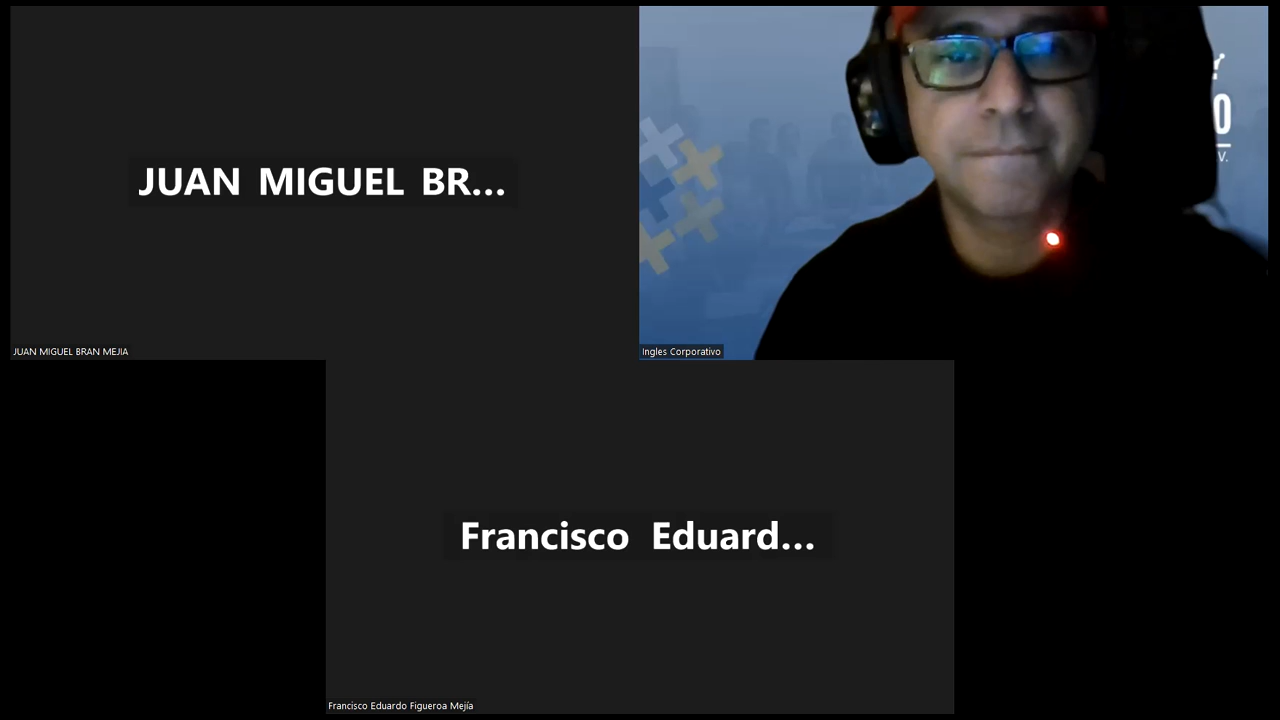 JUAN MIGUEL BR...
JUAN MIGUEL BRAN MEJIA
O
V.
Ingles Corporativo
Francisco Eduard...
Francisco Eduardo Figueroa Mejía